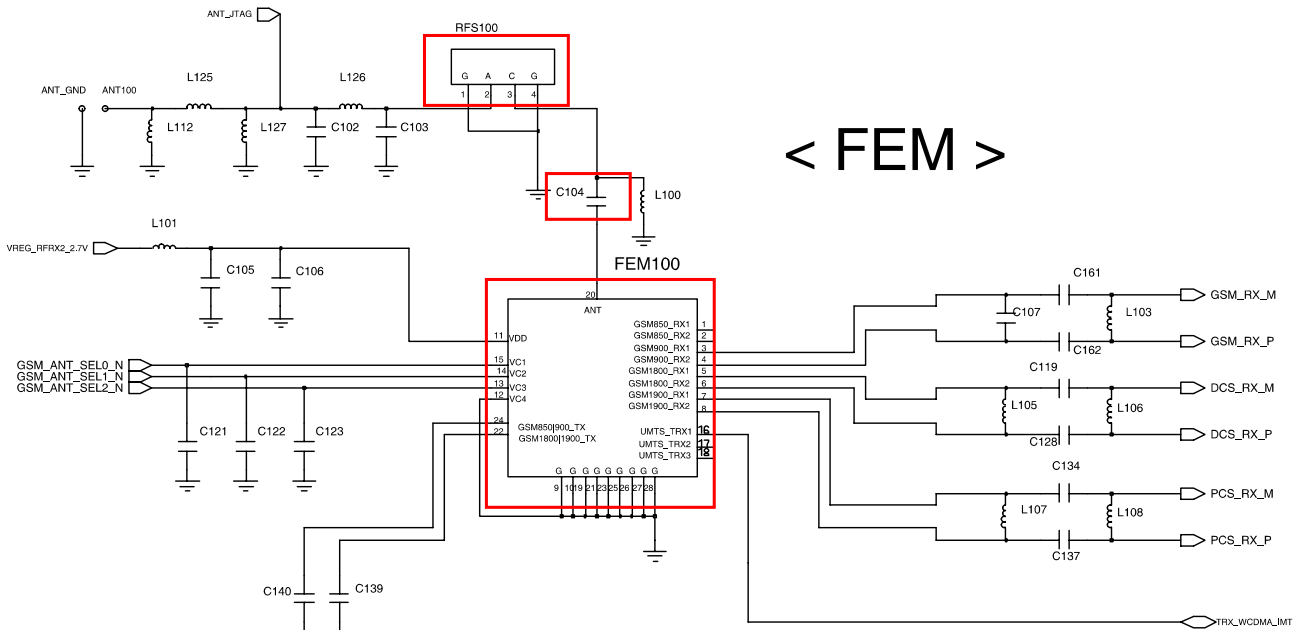 ANT_JTAG
RFS100
G A C G
1 2 3 4
L125
L126
ANT_GND
ANT100
L112
L127
C102
C103
< FEM >
C104
L100
L101
VREG_RFRX2_2.7V
C105
C106
FEM100
20
ANT
11 VDD
GSM_ANT_SEL0_N
15 VC1
GSM_ANT_SEL1_N
14 VC2
GSM_ANT_SEL2_N
13 VC3
12 VC4
24 GSM850|900_TX
22 GSM1800|1900_TX
GSM850_RX1 1
GSM850_RX2 2
GSM900_RX1 3
GSM900_RX2 4
GSM1800_RX1 5
GSM1800_RX2 6
GSM1900_RX1 7
GSM1900_RX2 8
UMTS_TRX1 16
UMTS_TRX2 17
UMTS_TRX3 18
G G G G G G G G G
9 10 19 21 23 25 26 27 28
C121
C122
C123
C140
C139
C161
GSM_RX_M
C107
L103
GSM_RX_P
C162
C119
DCS_RX_M
L105
L106
DCS_RX_P
C128
C134
PCS_RX_M
L107
L108
PCS_RX_P
C137
TRX_WCDMA_IMT